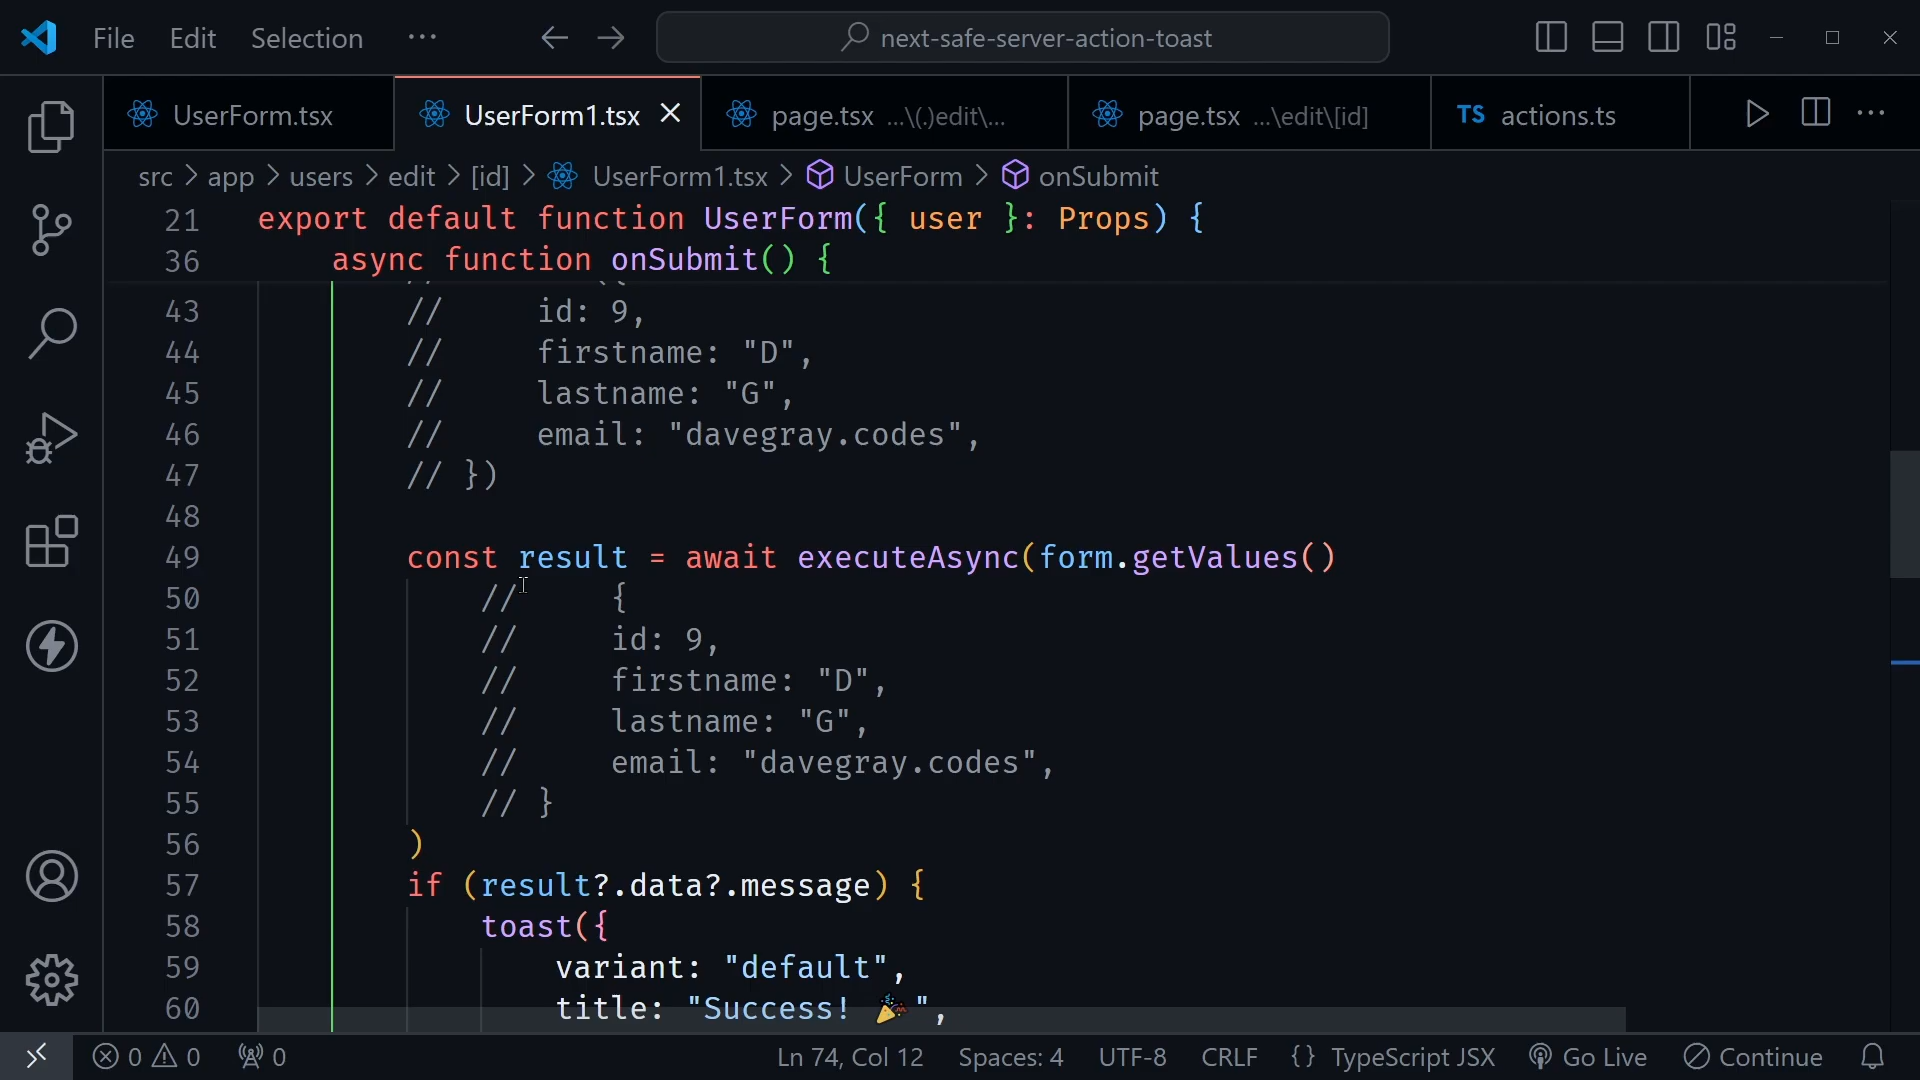 File Edit Selection ··· next-safe-server-action-toast
UserForm.tsx UserForm1.tsx page.tsx ...\(.)edit\... page.tsx ...\edit\[id] TS actions.ts
src > app > users > edit > [id] > UserForm1.tsx > UserForm > onSubmit
21 export default function UserForm({ user }: Props) {
36 async function onSubmit() {
43 // id: 9,
44 // firstname: "D",
45 // lastname: "G",
46 // email: "davegray.codes",
47 // })
48
49 const result = await executeAsync(form.getValues()
50 // {
51 // id: 9,
52 // firstname: "D",
53 // lastname: "G",
54 // email: "davegray.codes",
55 // }
56 )
57 if (result?.data?.message) {
58 toast({
59 variant: "default",
60 title: "Success! 🎉",
0 0 0 Ln 74, Col 12 Spaces: 4 UTF-8 CRLF {} TypeScript JSX Go Live Continue